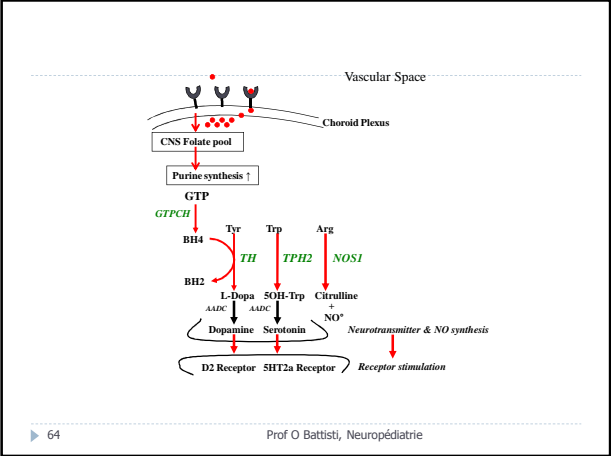 Vascular Space
Choroid Plexus
CNS Folate pool
Purine synthesis ↑
GTP
GTPCH
Tyr Trp Arg
BH4
TH TPH2 NOS1
BH2
L-Dopa 5OH-Trp Citrulline
AADC AADC +
NO°
Dopamine Serotonin Neurotransmitter & NO synthesis
D2 Receptor 5HT2a Receptor Receptor stimulation
64 Prof O Battisti, Neuropédiatrie